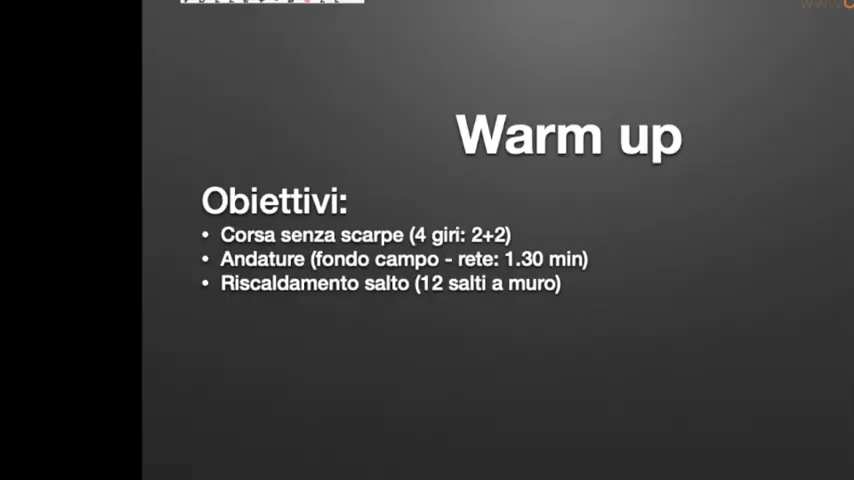 Warm up
Obiettivi:
• Corsa senza scarpe (4 giri: 2+2)
• Andature (fondo campo - rete: 1.30 min)
• Riscaldamento salto (12 salti a muro)